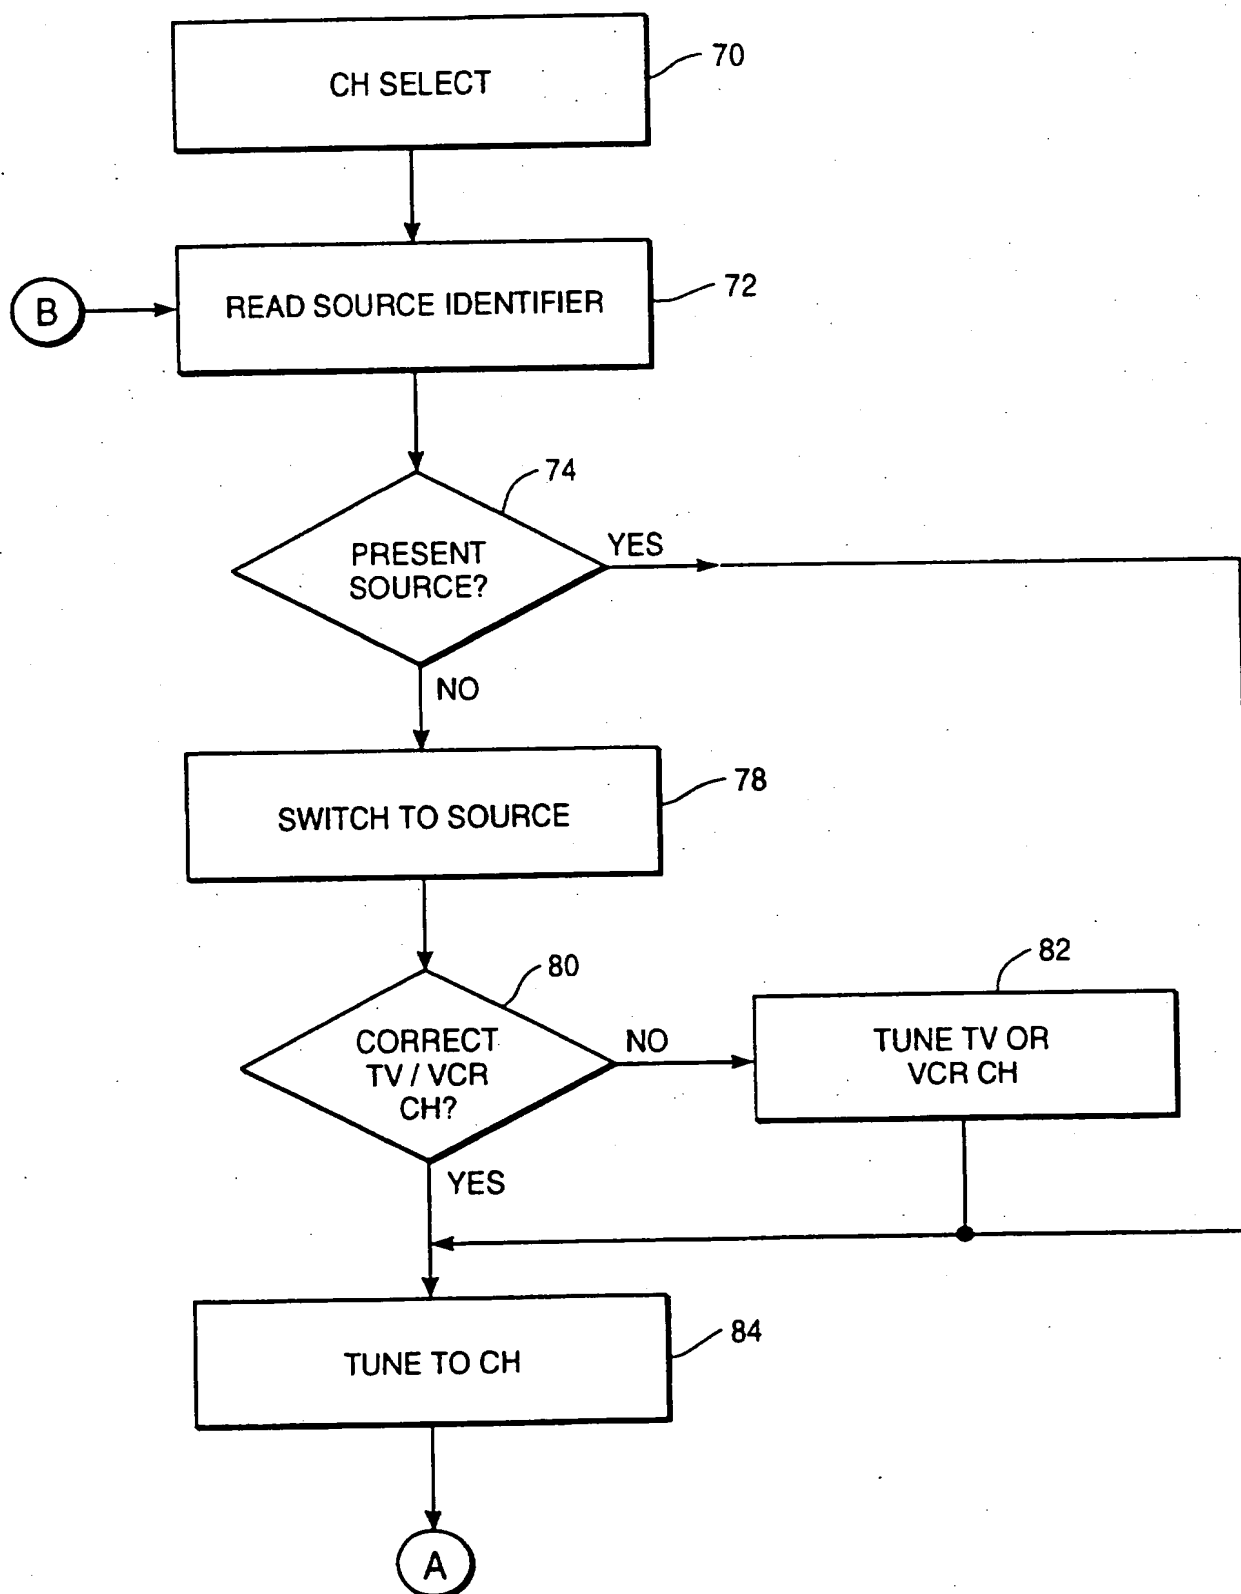 CH SELECT
70
B
READ SOURCE IDENTIFIER
72
74
PRESENT
SOURCE?
YES
NO
SWITCH TO SOURCE
78
80
CORRECT
TV / VCR
CH?
NO
82
TUNE TV OR
VCR CH
YES
TUNE TO CH
84
A